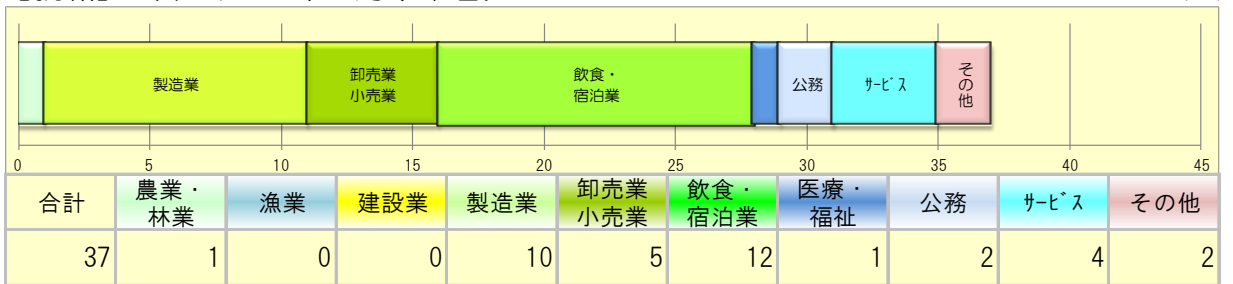 製造業
卸売業
小売業
飲食・
宿泊業
公務
ｻｰﾋﾞｽ
その他
0 5 10 15 20 25 30 35 40 45
合計 農業・林業 漁業 建設業 製造業 卸売業小売業 飲食・宿泊業 医療・福祉 公務 ｻｰﾋﾞｽ その他
37 1 0 0 10 5 12 1 2 4 2